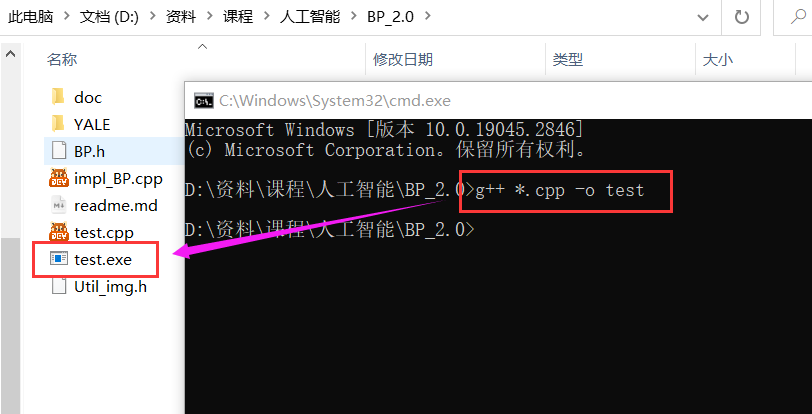 此电脑 > 文档 (D:) > 资料 > 课程 > 人工智能 > BP_2.0 >
名称 修改日期 类型 大小
doc
YALE
BP.h
impl_BP.cpp
readme.md
test.cpp
test.exe
Util_img.h
C:\Windows\System32\cmd.exe
Microsoft Windows [版本 10.0.19045.2846]
(c) Microsoft Corporation。保留所有权利。
D:\资料\课程\人工智能\BP_2.0>g++ *.cpp -o test
D:\资料\课程\人工智能\BP_2.0>